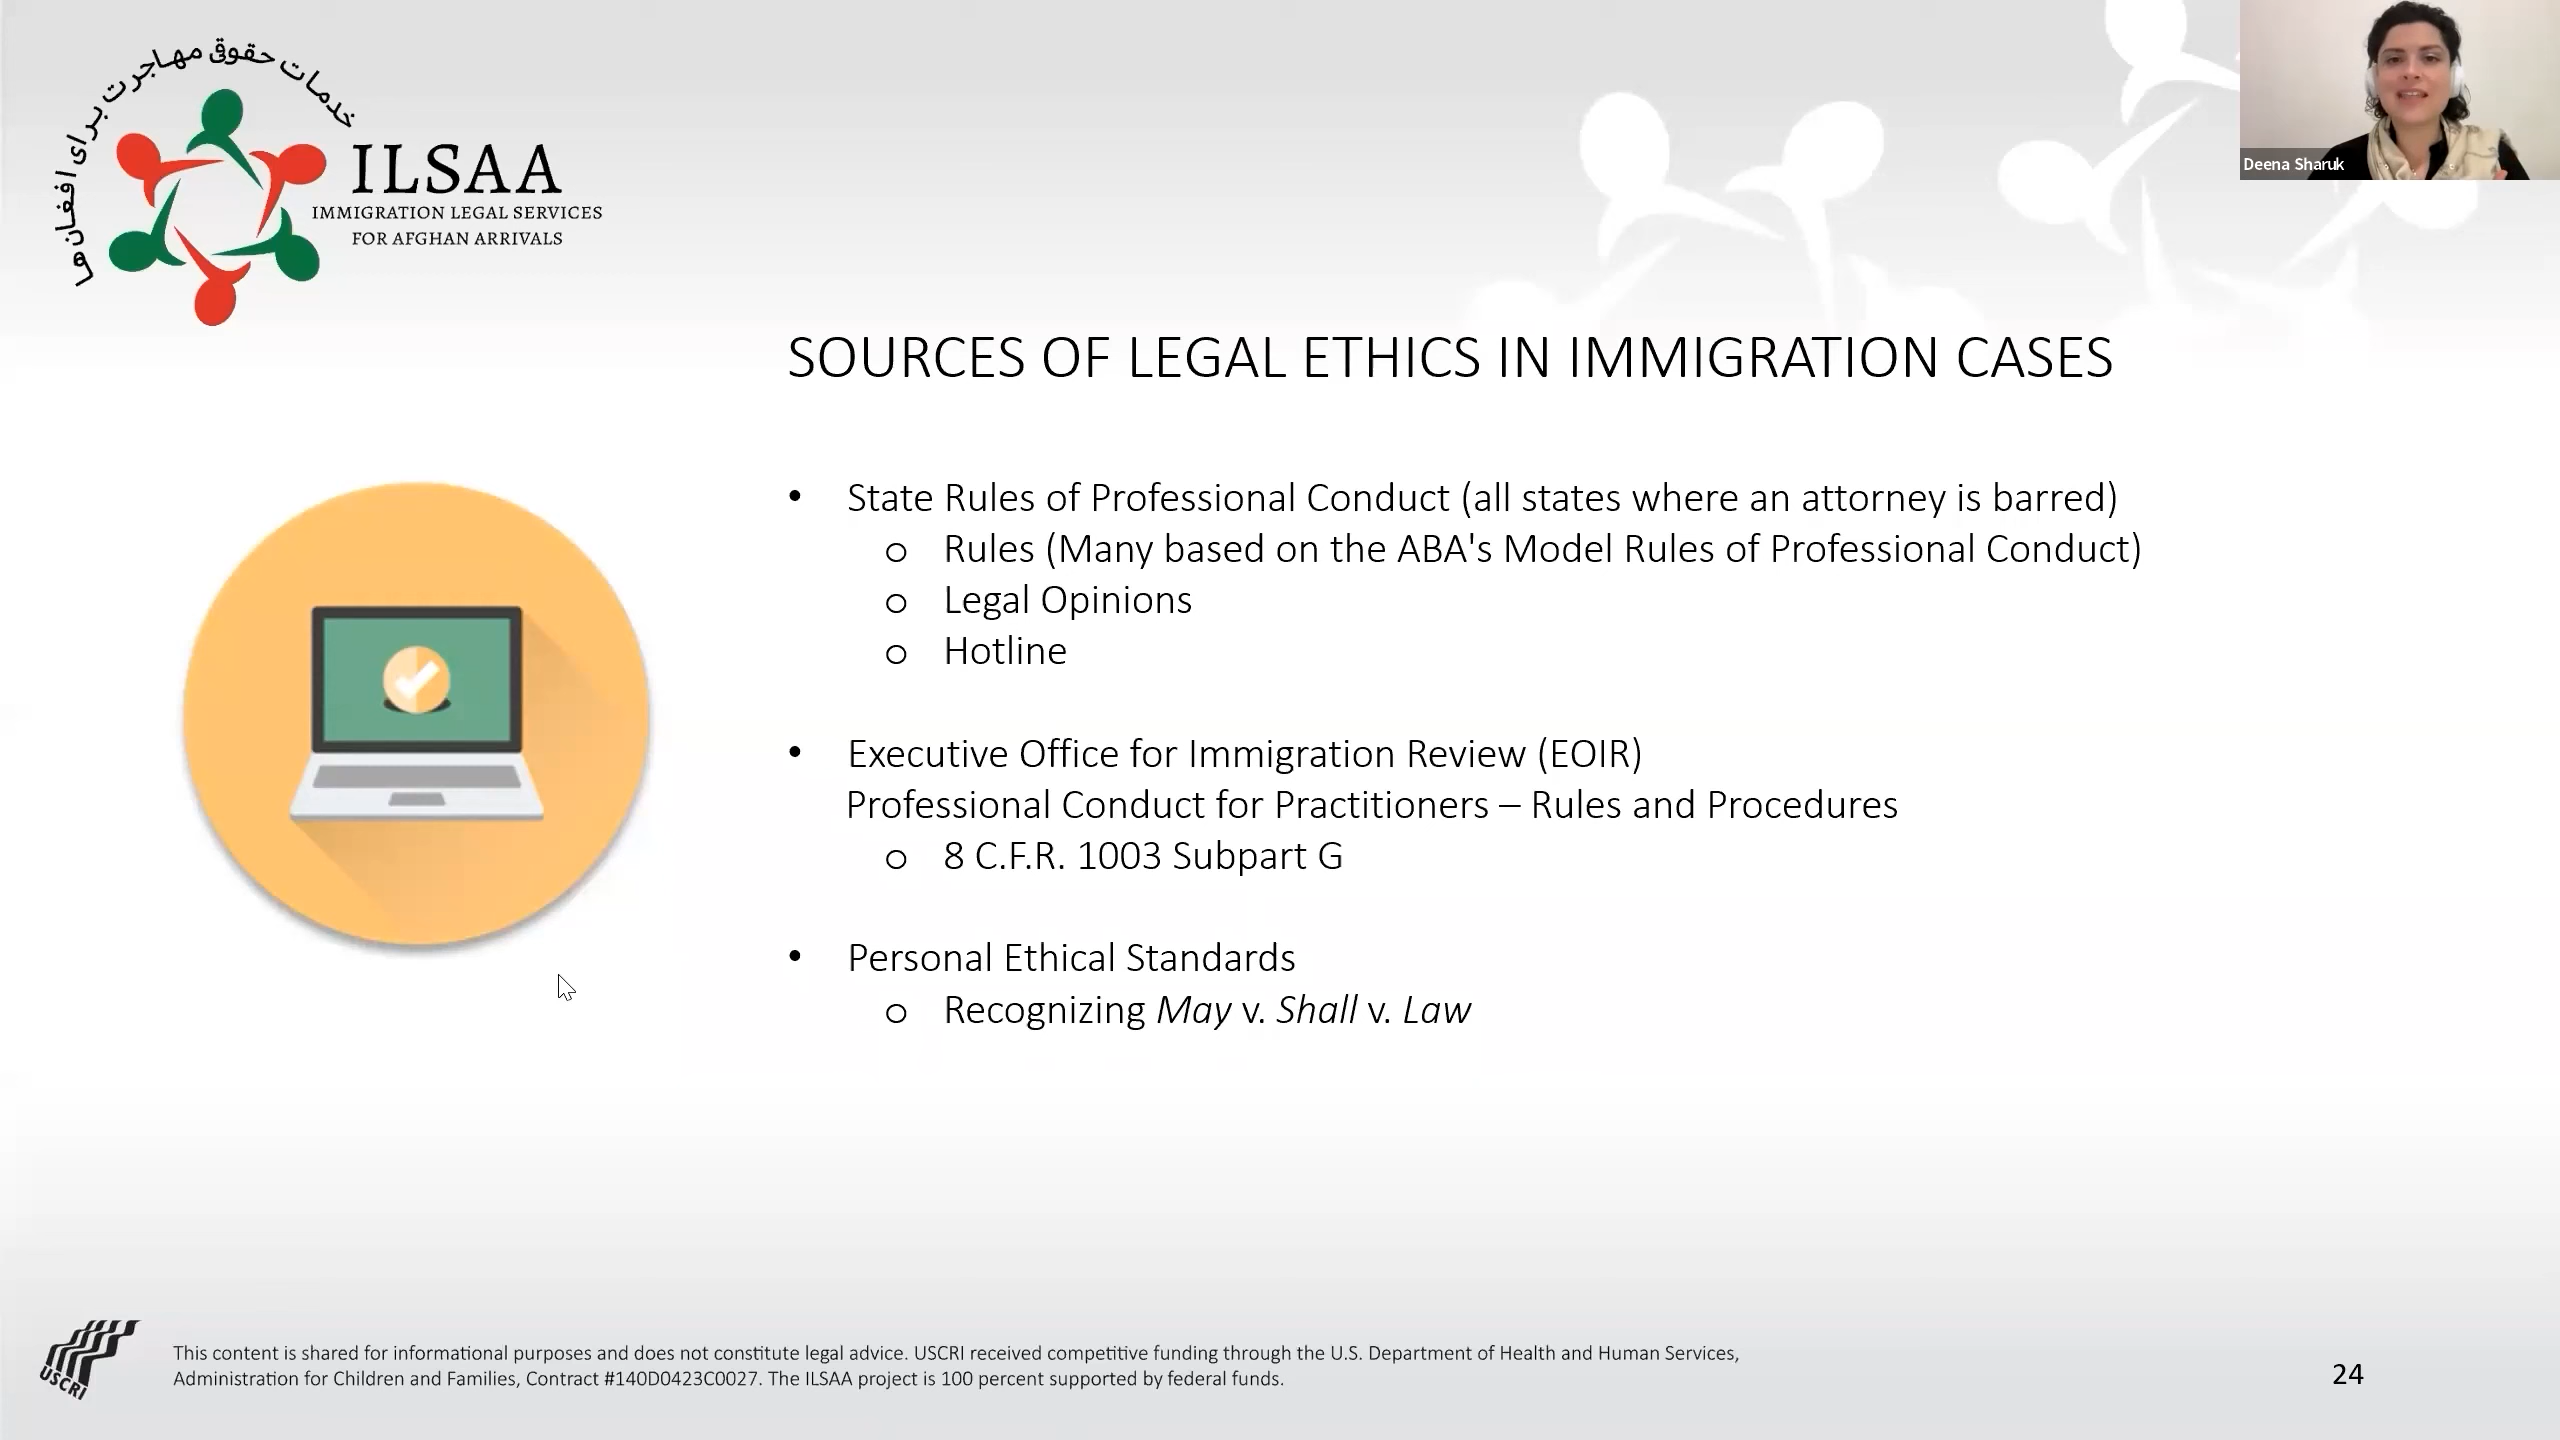 خدمات حقوقی مهاجرت برای افغان‌ها
ILSAA
IMMIGRATION LEGAL SERVICES
FOR AFGHAN ARRIVALS
Deena Sharuk
SOURCES OF LEGAL ETHICS IN IMMIGRATION CASES
• State Rules of Professional Conduct (all states where an attorney is barred)
o Rules (Many based on the ABA's Model Rules of Professional Conduct)
o Legal Opinions
o Hotline
• Executive Office for Immigration Review (EOIR)
Professional Conduct for Practitioners – Rules and Procedures
o 8 C.F.R. 1003 Subpart G
• Personal Ethical Standards
o Recognizing May v. Shall v. Law
USCRI
This content is shared for informational purposes and does not constitute legal advice. USCRI received competitive funding through the U.S. Department of Health and Human Services,
Administration for Children and Families, Contract #140D0423C0027. The ILSAA project is 100 percent supported by federal funds.
24